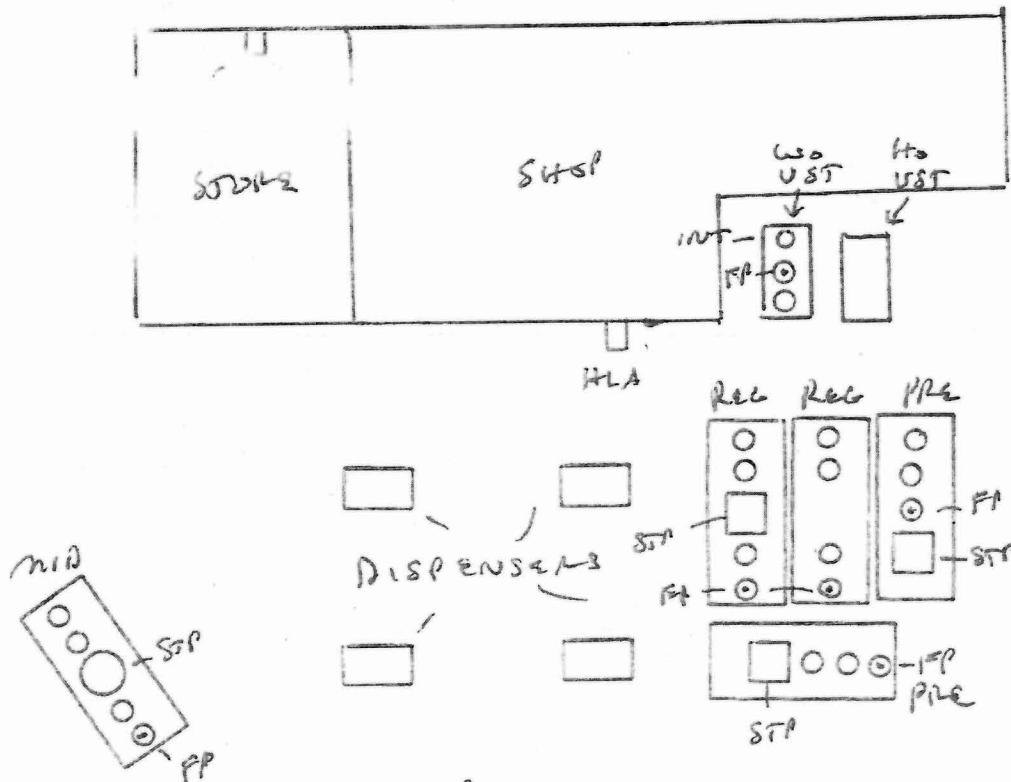 STORE
SHOP
WO
UST
HO
UST
INT
FP
HLA
REG
REG
PRE
FP
STP
STP
DISPENSERS
FP
MID
STP
FP
PRE
STP
FP